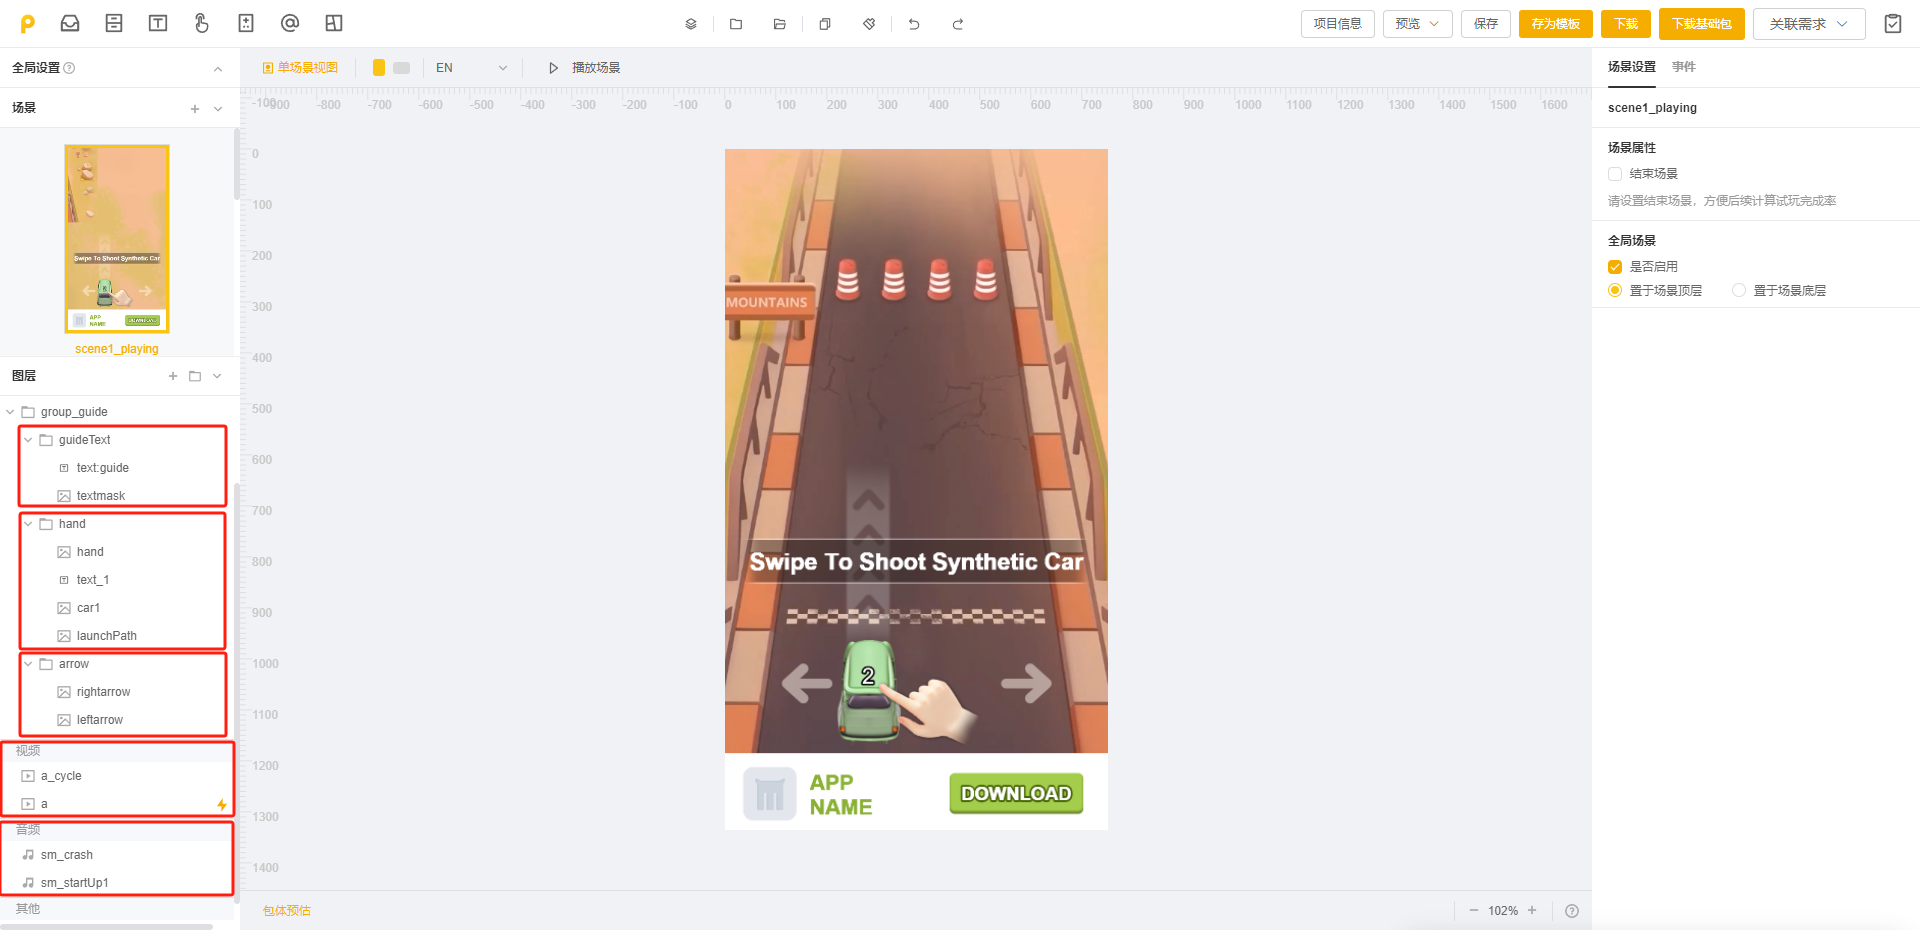 项目信息
预览
保存
存为模板
下载
下载基础包
关联需求
全局设置
单场景视图
EN
播放场景
场景设置 事件
场景
-100
-800 -700 -600 -500 -400 -300 -200 -100 0 100 200 300 400 500 600 700 800 900 1000 1100 1200 1300 1400 1500 1600
scene1_playing
场景属性
结束场景
请设置结束场景，方便后续计算试玩完成率
全局场景
是否启用
置于场景顶层 置于场景底层
0
100
200
300
400
500
600
700
800
900
1000
1100
1200
1300
1400
Swipe To Shoot Synthetic Car
APP
NAME
DOWNLOAD
scene1_playing
图层
group_guide
guideText
text:guide
textmask
hand
hand
text_1
car1
launchPath
arrow
rightarrow
leftarrow
视频
a_cycle
a
音频
sm_crash
sm_startUp1
其他
MOUNTAINS
Swipe To Shoot Synthetic Car
2
APP
NAME
DOWNLOAD
包体预估
102%